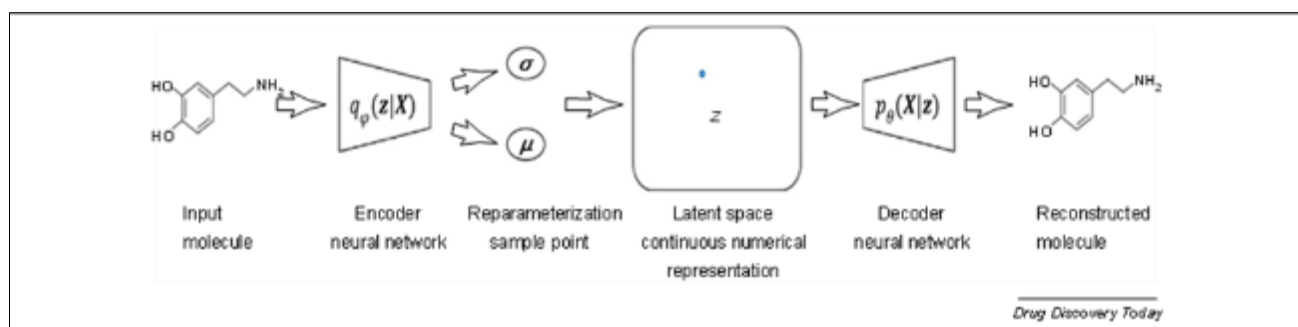 HO
NH2
HO
qφ(z|X)
σ
μ
z
pθ(X|z)
HO
NH2
HO
Input
molecule
Encoder
neural network
Reparameterization
sample point
Latent space
continuous numerical
representation
Decoder
neural network
Reconstructed
molecule
Drug Discovery Today